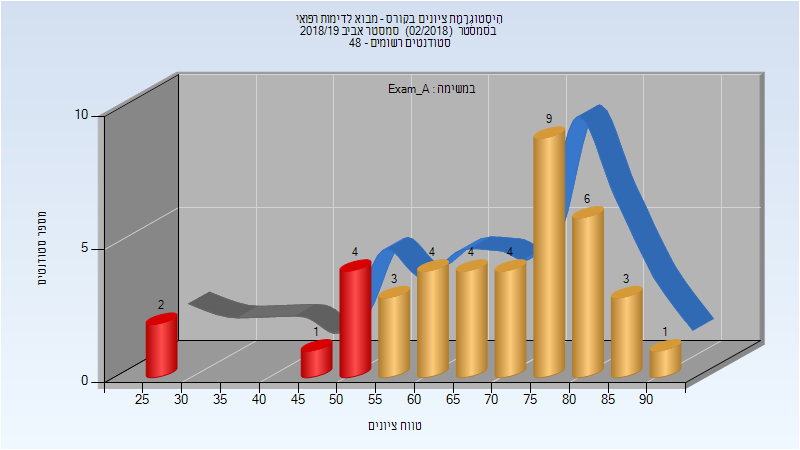 היסטוגרמת ציונים בקורס - מבוא לדימות רפואי
בסמסטר (02/2018) סמסטר אביב 2018/19
סטודנטים רשומים - 48
במשימה : Exam_A
מספר סטודנטים
10
5
0
2
1
4
3
4
4
4
9
6
3
1
25 30 35 40 45 50 55 60 65 70 75 80 85 90
טווח ציונים